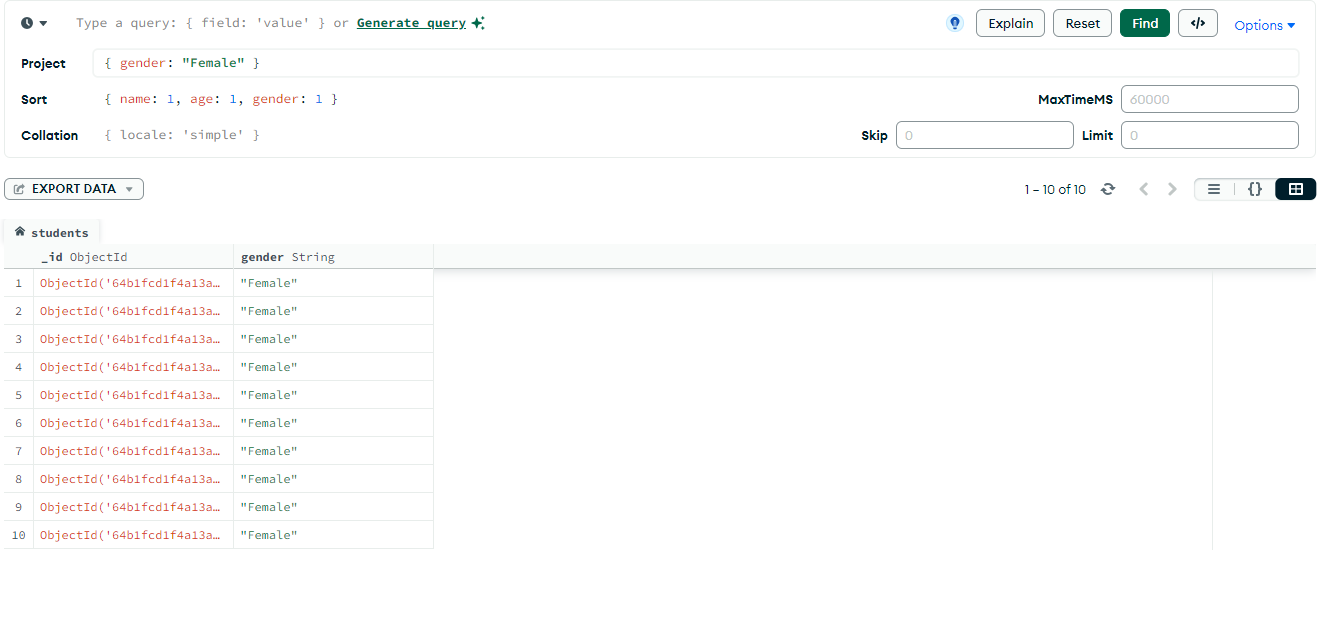 Type a query: { field: 'value' } or Generate query Explain Reset Find </> Options
Project { gender: "Female" }
Sort { name: 1, age: 1, gender: 1 } MaxTimeMS 60000
Collation { locale: 'simple' } Skip 0 Limit 0
EXPORT DATA 1 – 10 of 10 {}
students
_id ObjectId gender String
1 ObjectId('64b1fcd1f4a13a… "Female"
2 ObjectId('64b1fcd1f4a13a… "Female"
3 ObjectId('64b1fcd1f4a13a… "Female"
4 ObjectId('64b1fcd1f4a13a… "Female"
5 ObjectId('64b1fcd1f4a13a… "Female"
6 ObjectId('64b1fcd1f4a13a… "Female"
7 ObjectId('64b1fcd1f4a13a… "Female"
8 ObjectId('64b1fcd1f4a13a… "Female"
9 ObjectId('64b1fcd1f4a13a… "Female"
10 ObjectId('64b1fcd1f4a13a… "Female"